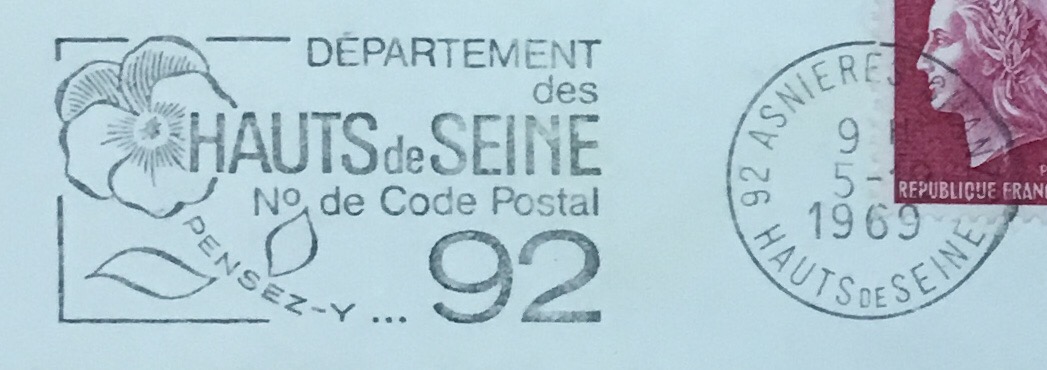 DÉPARTEMENT
des
HAUTS de SEINE
No de Code Postal
PENSEZ-Y ... 92
92 ASNIERES
9 H
5-
1969
HAUTS DE SEINE
REPUBLIQUE FRANÇ